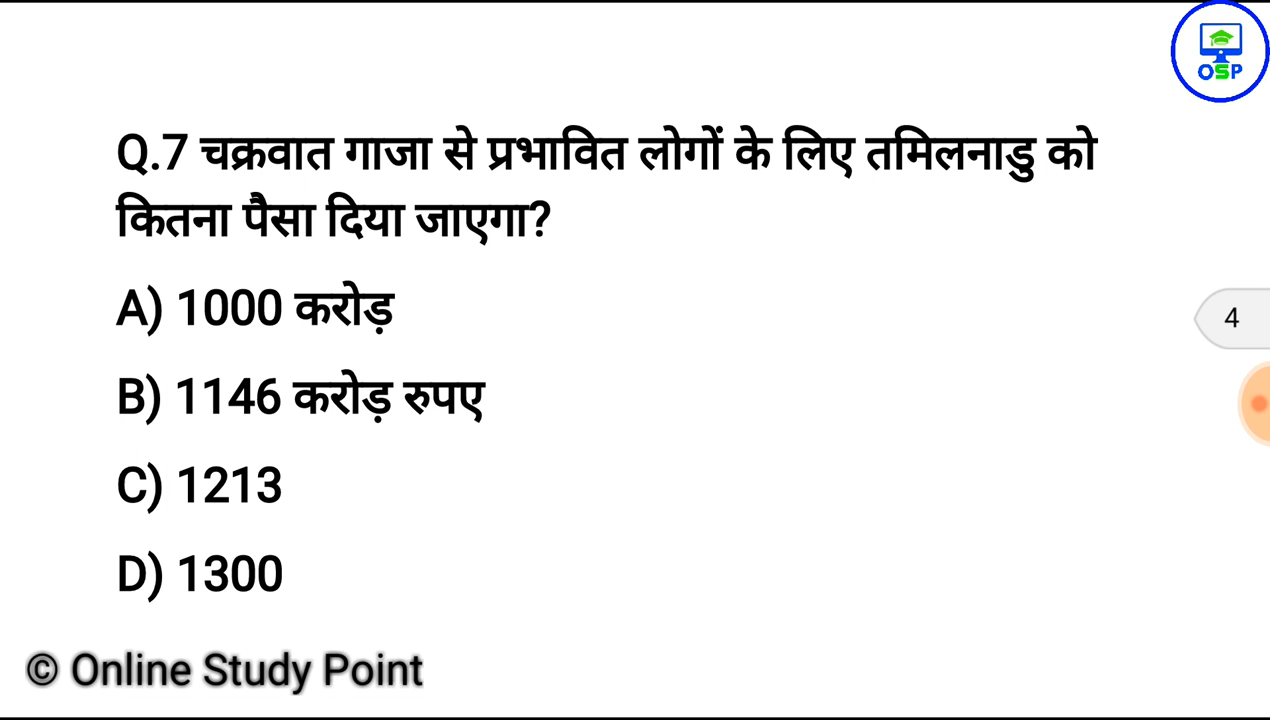 OSP
Q.7 चक्रवात गाजा से प्रभावित लोगों के लिए तमिलनाडु को
कितना पैसा दिया जाएगा?
A) 1000 करोड़
4
B) 1146 करोड़ रुपए
C) 1213
D) 1300
© Online Study Point